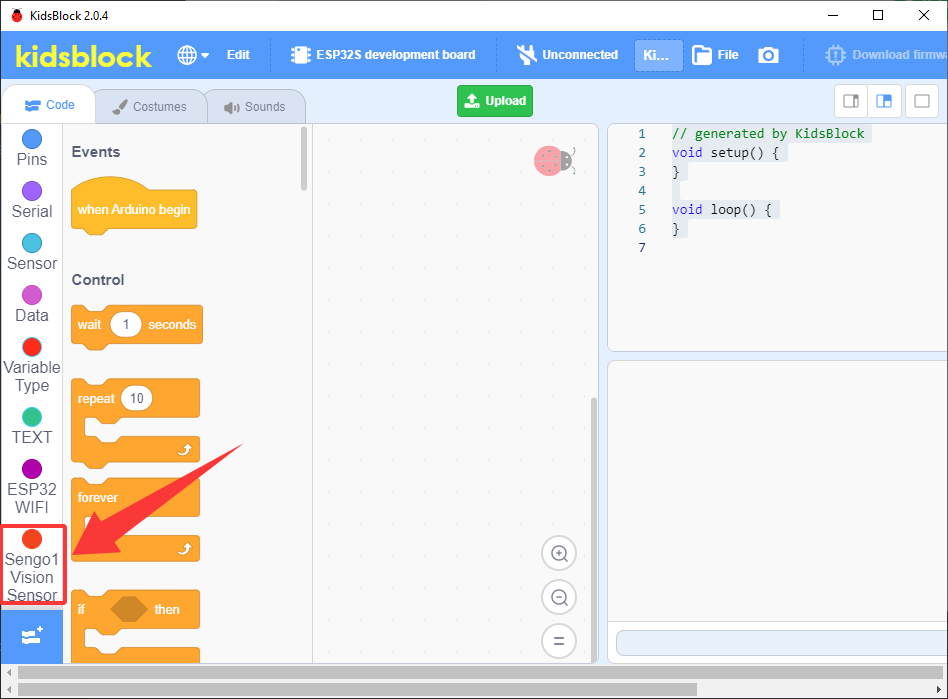 KidsBlock 2.0.4
kidsblock
Edit
ESP32S development board
Unconnected
Ki...
File
Download firmwa
Code
Costumes
Sounds
Upload
Pins
Serial
Sensor
Data
Variable
Type
TEXT
ESP32
WIFI
Sengo1
Vision
Sensor
Events
when Arduino begin
Control
wait 1 seconds
repeat 10
forever
if then
1 // generated by KidsBlock
2 void setup() {
3 }
4
5 void loop() {
6 }
7